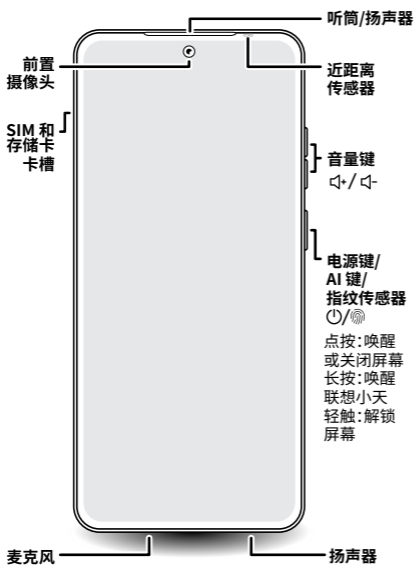 听筒/扬声器
前置
摄像头
近距离
传感器
SIM 和
存储卡
卡槽
音量键
电源键/
AI 键/
指纹传感器
点按：唤醒
或关闭屏幕
长按：唤醒
联想小天
轻触：解锁
屏幕
麦克风
扬声器